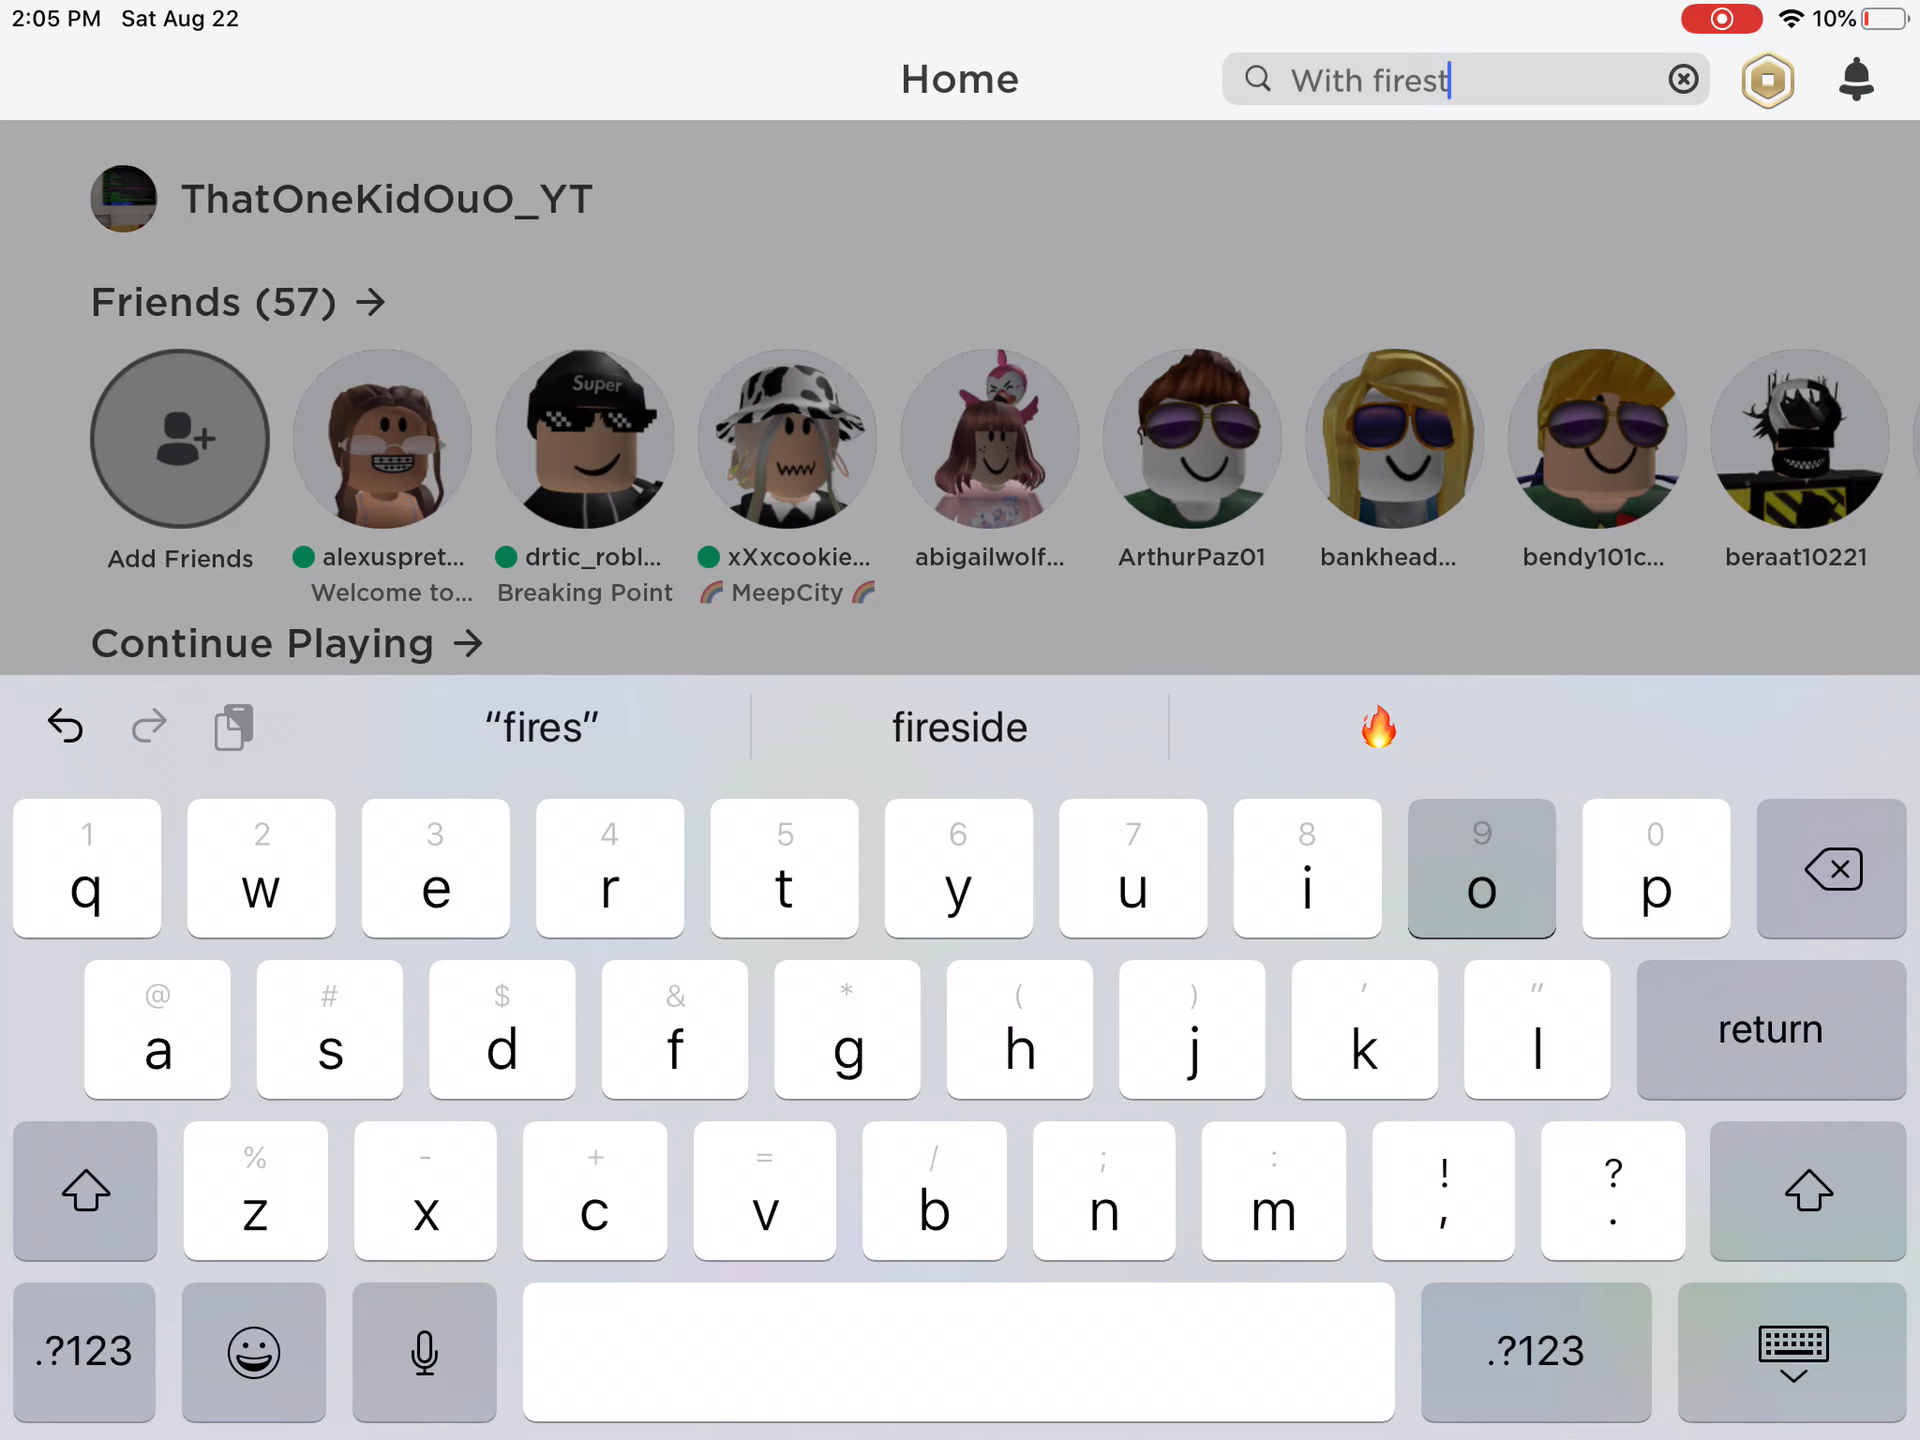 2:05 PM Sat Aug 22
10%
Home
With firest
ThatOneKidOuO_YT
Friends (57) →
Super
Add Friends
alexuspret...
drtic_robl...
xXxcookie...
abigailwolf...
ArthurPaz01
bankhead...
bendy101c...
beraat10221
Welcome to...
Breaking Point
🌈 MeepCity 🌈
Continue Playing →
“fires”
fireside
🔥
1 2 3 4 5 6 7 8 9 0
q w e r t y u i o p
@ # $ & * ( ) ' "
a s d f g h j k l return
% - + = / ; : ! ?
z x c v b n m , .
.?123
.?123